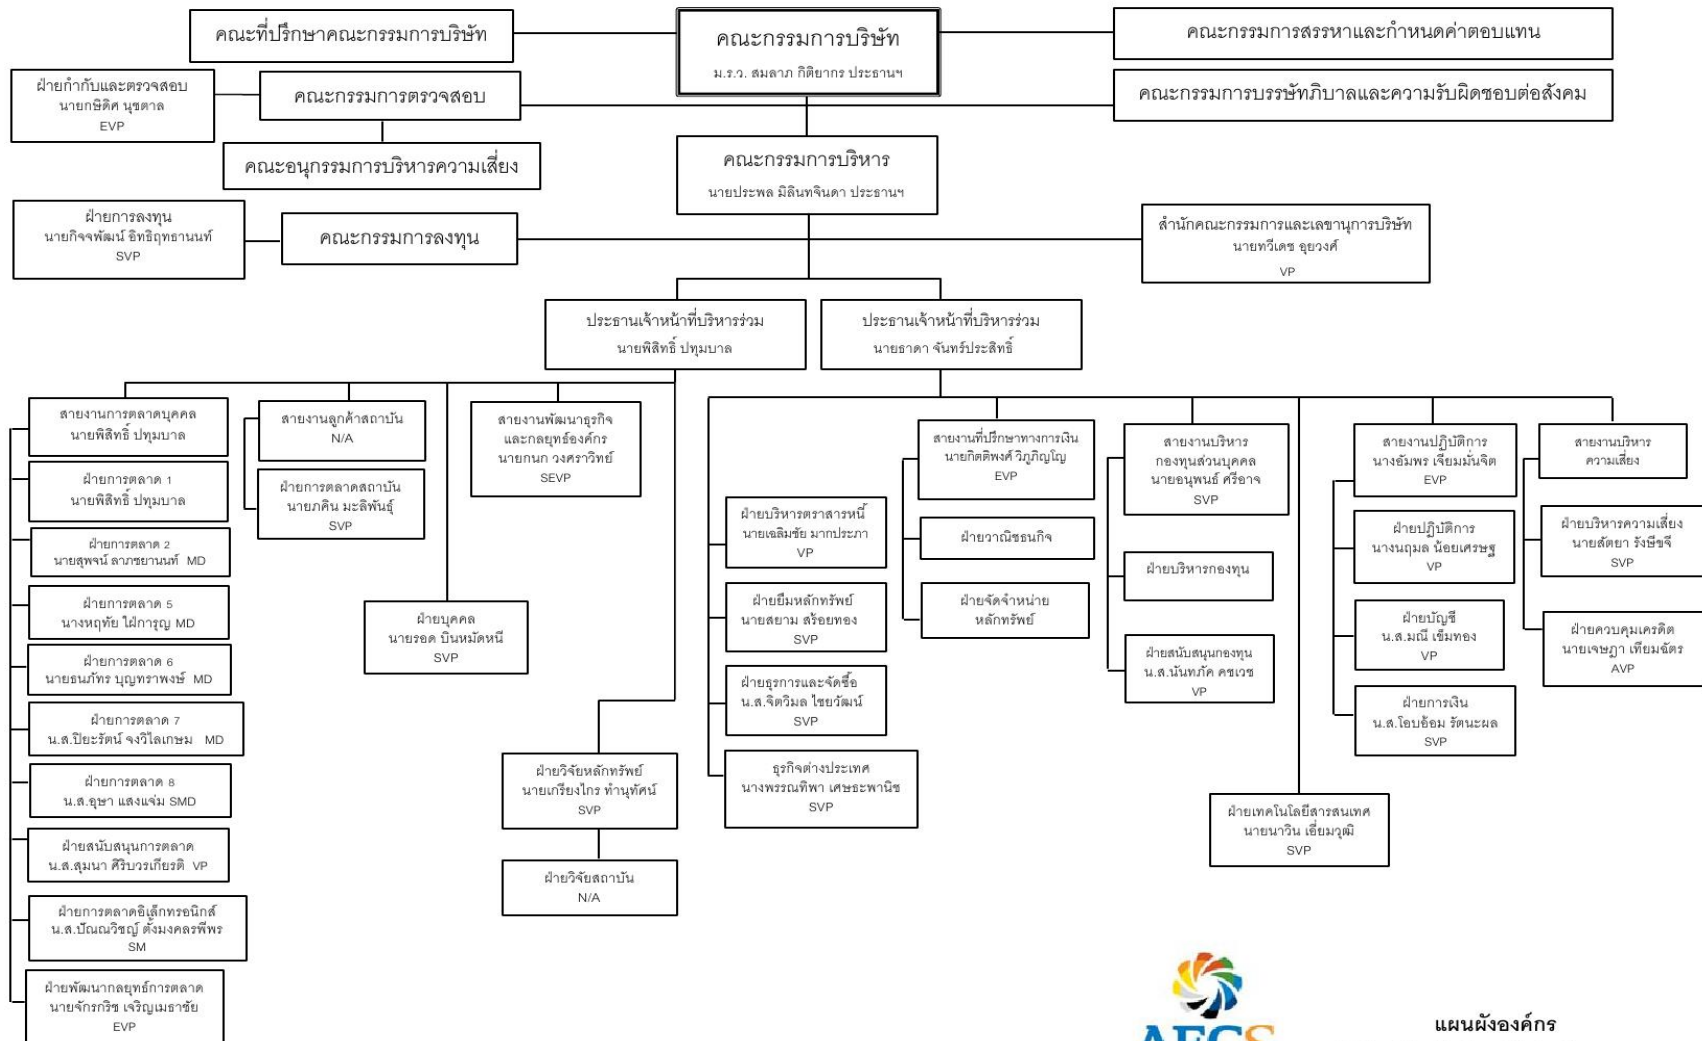 คณะที่ปรึกษาคณะกรรมการบริษัท
คณะกรรมการบริษัท
ม.ร.ว. สมลาภ กิติยากร ประธานฯ
คณะกรรมการสรรหาและกำหนดค่าตอบแทน
ฝ่ายกำกับและตรวจสอบ
นายกษิดิศ นุชตาล
EVP
คณะกรรมการตรวจสอบ
คณะกรรมการบรรษัทภิบาลและความรับผิดชอบต่อสังคม
คณะอนุกรรมการบริหารความเสี่ยง
คณะกรรมการบริหาร
นายประพล มิลินทจินดา ประธานฯ
ฝ่ายการลงทุน
นายกิจจพัฒน์ อิทธิฤทธานนท์
SVP
คณะกรรมการลงทุน
สำนักคณะกรรมการและเลขานุการบริษัท
นายทวีเดช อุยวงศ์
VP
ประธานเจ้าหน้าที่บริหารร่วม
นายพิสิทธิ์ ปทุมบาล
ประธานเจ้าหน้าที่บริหารร่วม
นายธาดา จันทร์ประสิทธิ์
สายงานการตลาดบุคคล
นายพิสิทธิ์ ปทุมบาล
ฝ่ายการตลาด 1
นายพิสิทธิ์ ปทุมบาล
ฝ่ายการตลาด 2
นายสุพจน์ ลาภชยานนท์ MD
ฝ่ายการตลาด 5
นางหฤทัย ไฝ่การุญ MD
ฝ่ายการตลาด 6
นายธนภัทร บุญทราพงษ์ MD
ฝ่ายการตลาด 7
น.ส.ปิยะรัตน์ จงวิไลเกษม MD
ฝ่ายการตลาด 8
น.ส.อุษา แสงแจ่ม SMD
ฝ่ายสนับสนุนการตลาด
น.ส.สุมนา ศิริบวรเกียรติ VP
ฝ่ายการตลาดอิเล็กทรอนิกส์
น.ส.ปัณณวิชญ์ ตั้งมงคลรพีพร
SM
ฝ่ายพัฒนากลยุทธ์การตลาด
นายจักรกริช เจริญเมธาชัย
EVP
สายงานลูกค้าสถาบัน
N/A
ฝ่ายการตลาดสถาบัน
นายภคิน มะลิพันธุ์
SVP
ฝ่ายบุคคล
นายรอด บินหมัดหนี
SVP
สายงานพัฒนาธุรกิจ
และกลยุทธ์องค์กร
นายกนก วงศราวิทย์
SEVP
ฝ่ายวิจัยหลักทรัพย์
นายเกรียงไกร ทำนุทัศน์
SVP
ฝ่ายวิจัยสถาบัน
N/A
ฝ่ายบริหารตราสารหนี้
นายเฉลิมชัย มากประภา
VP
ฝ่ายยืมหลักทรัพย์
นายสยาม สร้อยทอง
SVP
ฝ่ายธุรการและจัดซื้อ
น.ส.จิตวิมล ไชยวัฒน์
SVP
ธุรกิจต่างประเทศ
นางพรรณทิพา เศษธะพานิช
SVP
สายงานที่ปรึกษาทางการเงิน
นายกิตติพงศ์ วิภูภิญโญ
EVP
ฝ่ายวาณิชธนกิจ
ฝ่ายจัดจำหน่าย
หลักทรัพย์
สายงานบริหาร
กองทุนส่วนบุคคล
นายอนุพนธ์ ศรีอาจ
SVP
ฝ่ายบริหารกองทุน
ฝ่ายสนับสนุนกองทุน
น.ส.นันทภัค คชเวช
VP
ฝ่ายเทคโนโลยีสารสนเทศ
นายนาวิน เอี่ยมวุฒิ
SVP
สายงานปฏิบัติการ
นางอัมพร เจียมมั่นจิต
EVP
ฝ่ายปฏิบัติการ
นางนฤมล น้อยเศรษฐ
VP
ฝ่ายบัญชี
น.ส.มณี เข็มทอง
VP
ฝ่ายการเงิน
น.ส.โอบอ้อม รัตนะผล
SVP
สายงานบริหาร
ความเสี่ยง
ฝ่ายบริหารความเสี่ยง
นายสัตยา รังษีขจี
SVP
ฝ่ายควบคุมเครดิต
นายเจษฎา เทียมฉัตร
AVP
AECS
แผนผังองค์กร